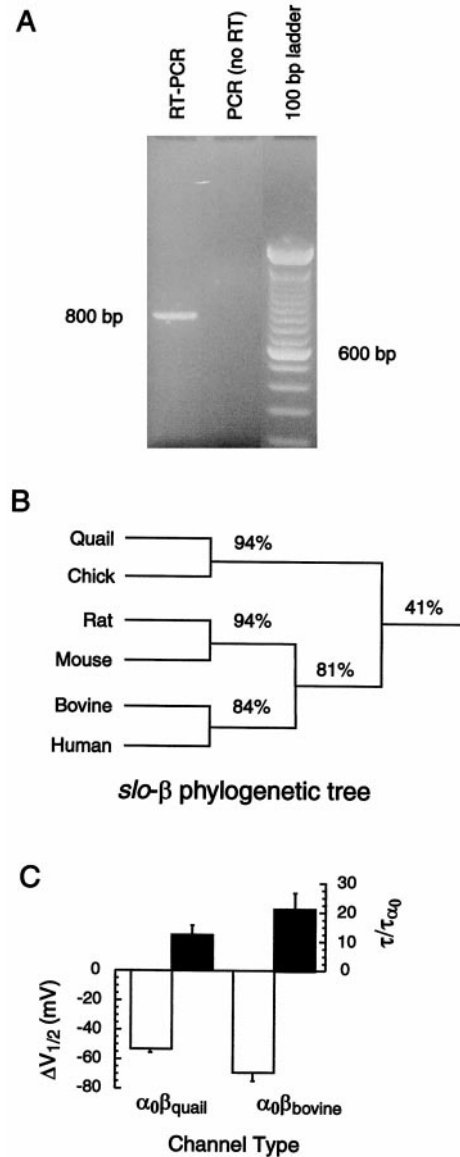 A
RT-PCR
PCR (no RT)
100 bp ladder
800 bp
600 bp
B
Quail
94%
Chick
41%
Rat
94%
Mouse
81%
Bovine
84%
Human
slo-β phylogenetic tree
C
30
20
10
0
τ/τα0
0
-20
-40
-60
-80
ΔV1/2 (mV)
α0βquail
α0βbovine
Channel Type